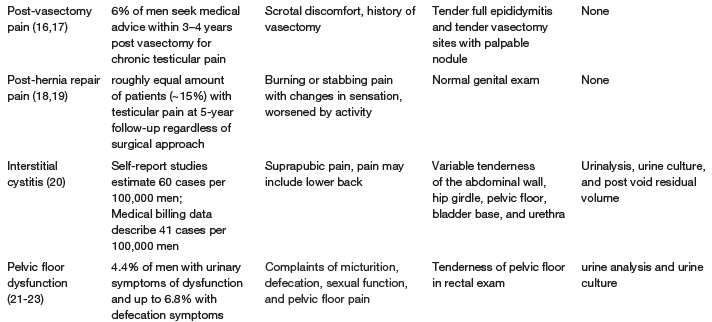 Post-vasectomy
pain (16,17)
6% of men seek medical
advice within 3–4 years
post vasectomy for
chronic testicular pain
Scrotal discomfort, history of
vasectomy
Tender full epididymitis
and tender vasectomy
sites with palpable
nodule
None
Post-hernia repair
pain (18,19)
roughly equal amount
of patients (~15%) with
testicular pain at 5-year
follow-up regardless of
surgical approach
Burning or stabbing pain
with changes in sensation,
worsened by activity
Normal genital exam
None
Interstitial
cystitis (20)
Self-report studies
estimate 60 cases per
100,000 men;
Medical billing data
describe 41 cases per
100,000 men
Suprapubic pain, pain may
include lower back
Variable tenderness
of the abdominal wall,
hip girdle, pelvic floor,
bladder base, and urethra
Urinalysis, urine culture,
and post void residual
volume
Pelvic floor
dysfunction
(21-23)
4.4% of men with urinary
symptoms of dysfunction
and up to 6.8% with
defecation symptoms
Complaints of micturition,
defecation, sexual function,
and pelvic floor pain
Tenderness of pelvic floor
in rectal exam
urine analysis and urine
culture